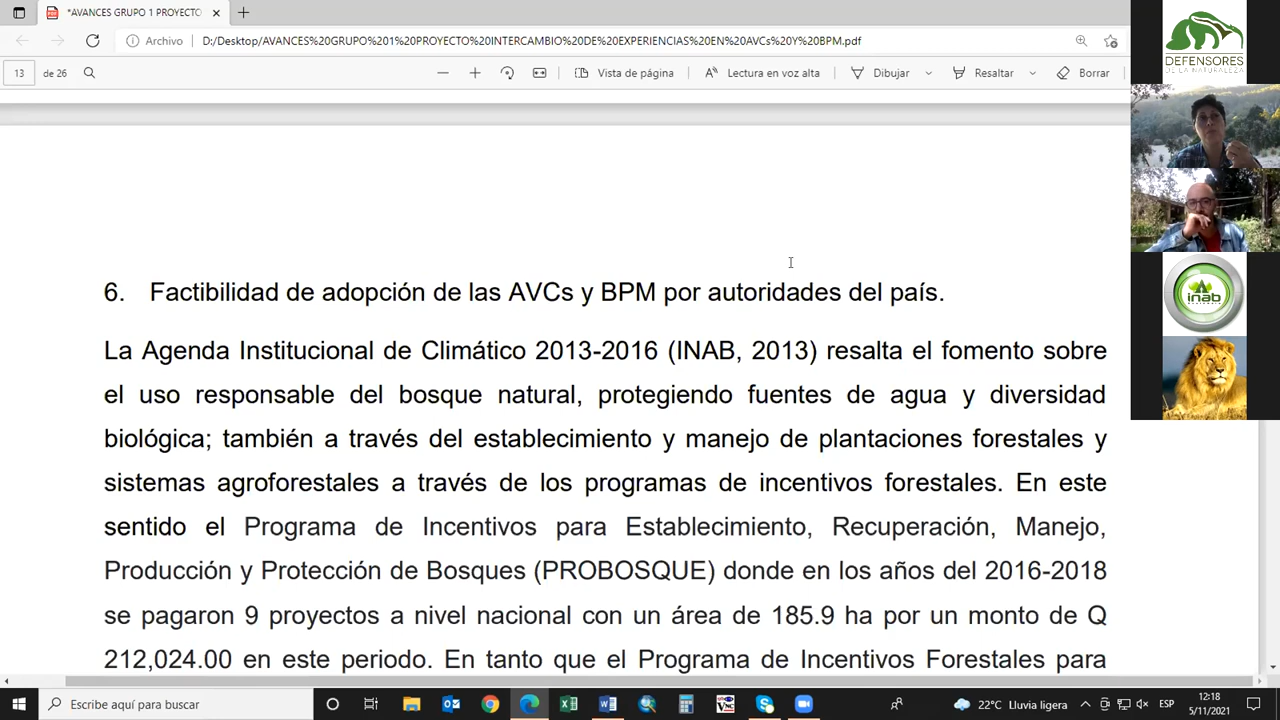 *AVANCES GRUPO 1 PROYECTO
Archivo
D:/Desktop/AVANCES%20GRUPO%201%20PROYECTO%20INTERCAMBIO%20DE%20EXPERIENCIAS%20EN%20AVCs%20Y%20BPM.pdf
13
de 26
Vista de página
Lectura en voz alta
Dibujar
Resaltar
Borrar
6. Factibilidad de adopción de las AVCs y BPM por autoridades del país.
La Agenda Institucional de Climático 2013-2016 (INAB, 2013) resalta el fomento sobre
el uso responsable del bosque natural, protegiendo fuentes de agua y diversidad
biológica; también a través del establecimiento y manejo de plantaciones forestales y
sistemas agroforestales a través de los programas de incentivos forestales. En este
sentido el Programa de Incentivos para Establecimiento, Recuperación, Manejo,
Producción y Protección de Bosques (PROBOSQUE) donde en los años del 2016-2018
se pagaron 9 proyectos a nivel nacional con un área de 185.9 ha por un monto de Q
212,024.00 en este periodo. En tanto que el Programa de Incentivos Forestales para
DEFENSORES
DE LA NATURALEZA
inab
Escribe aquí para buscar
22°C Lluvia ligera
ESP
12:18
5/11/2021